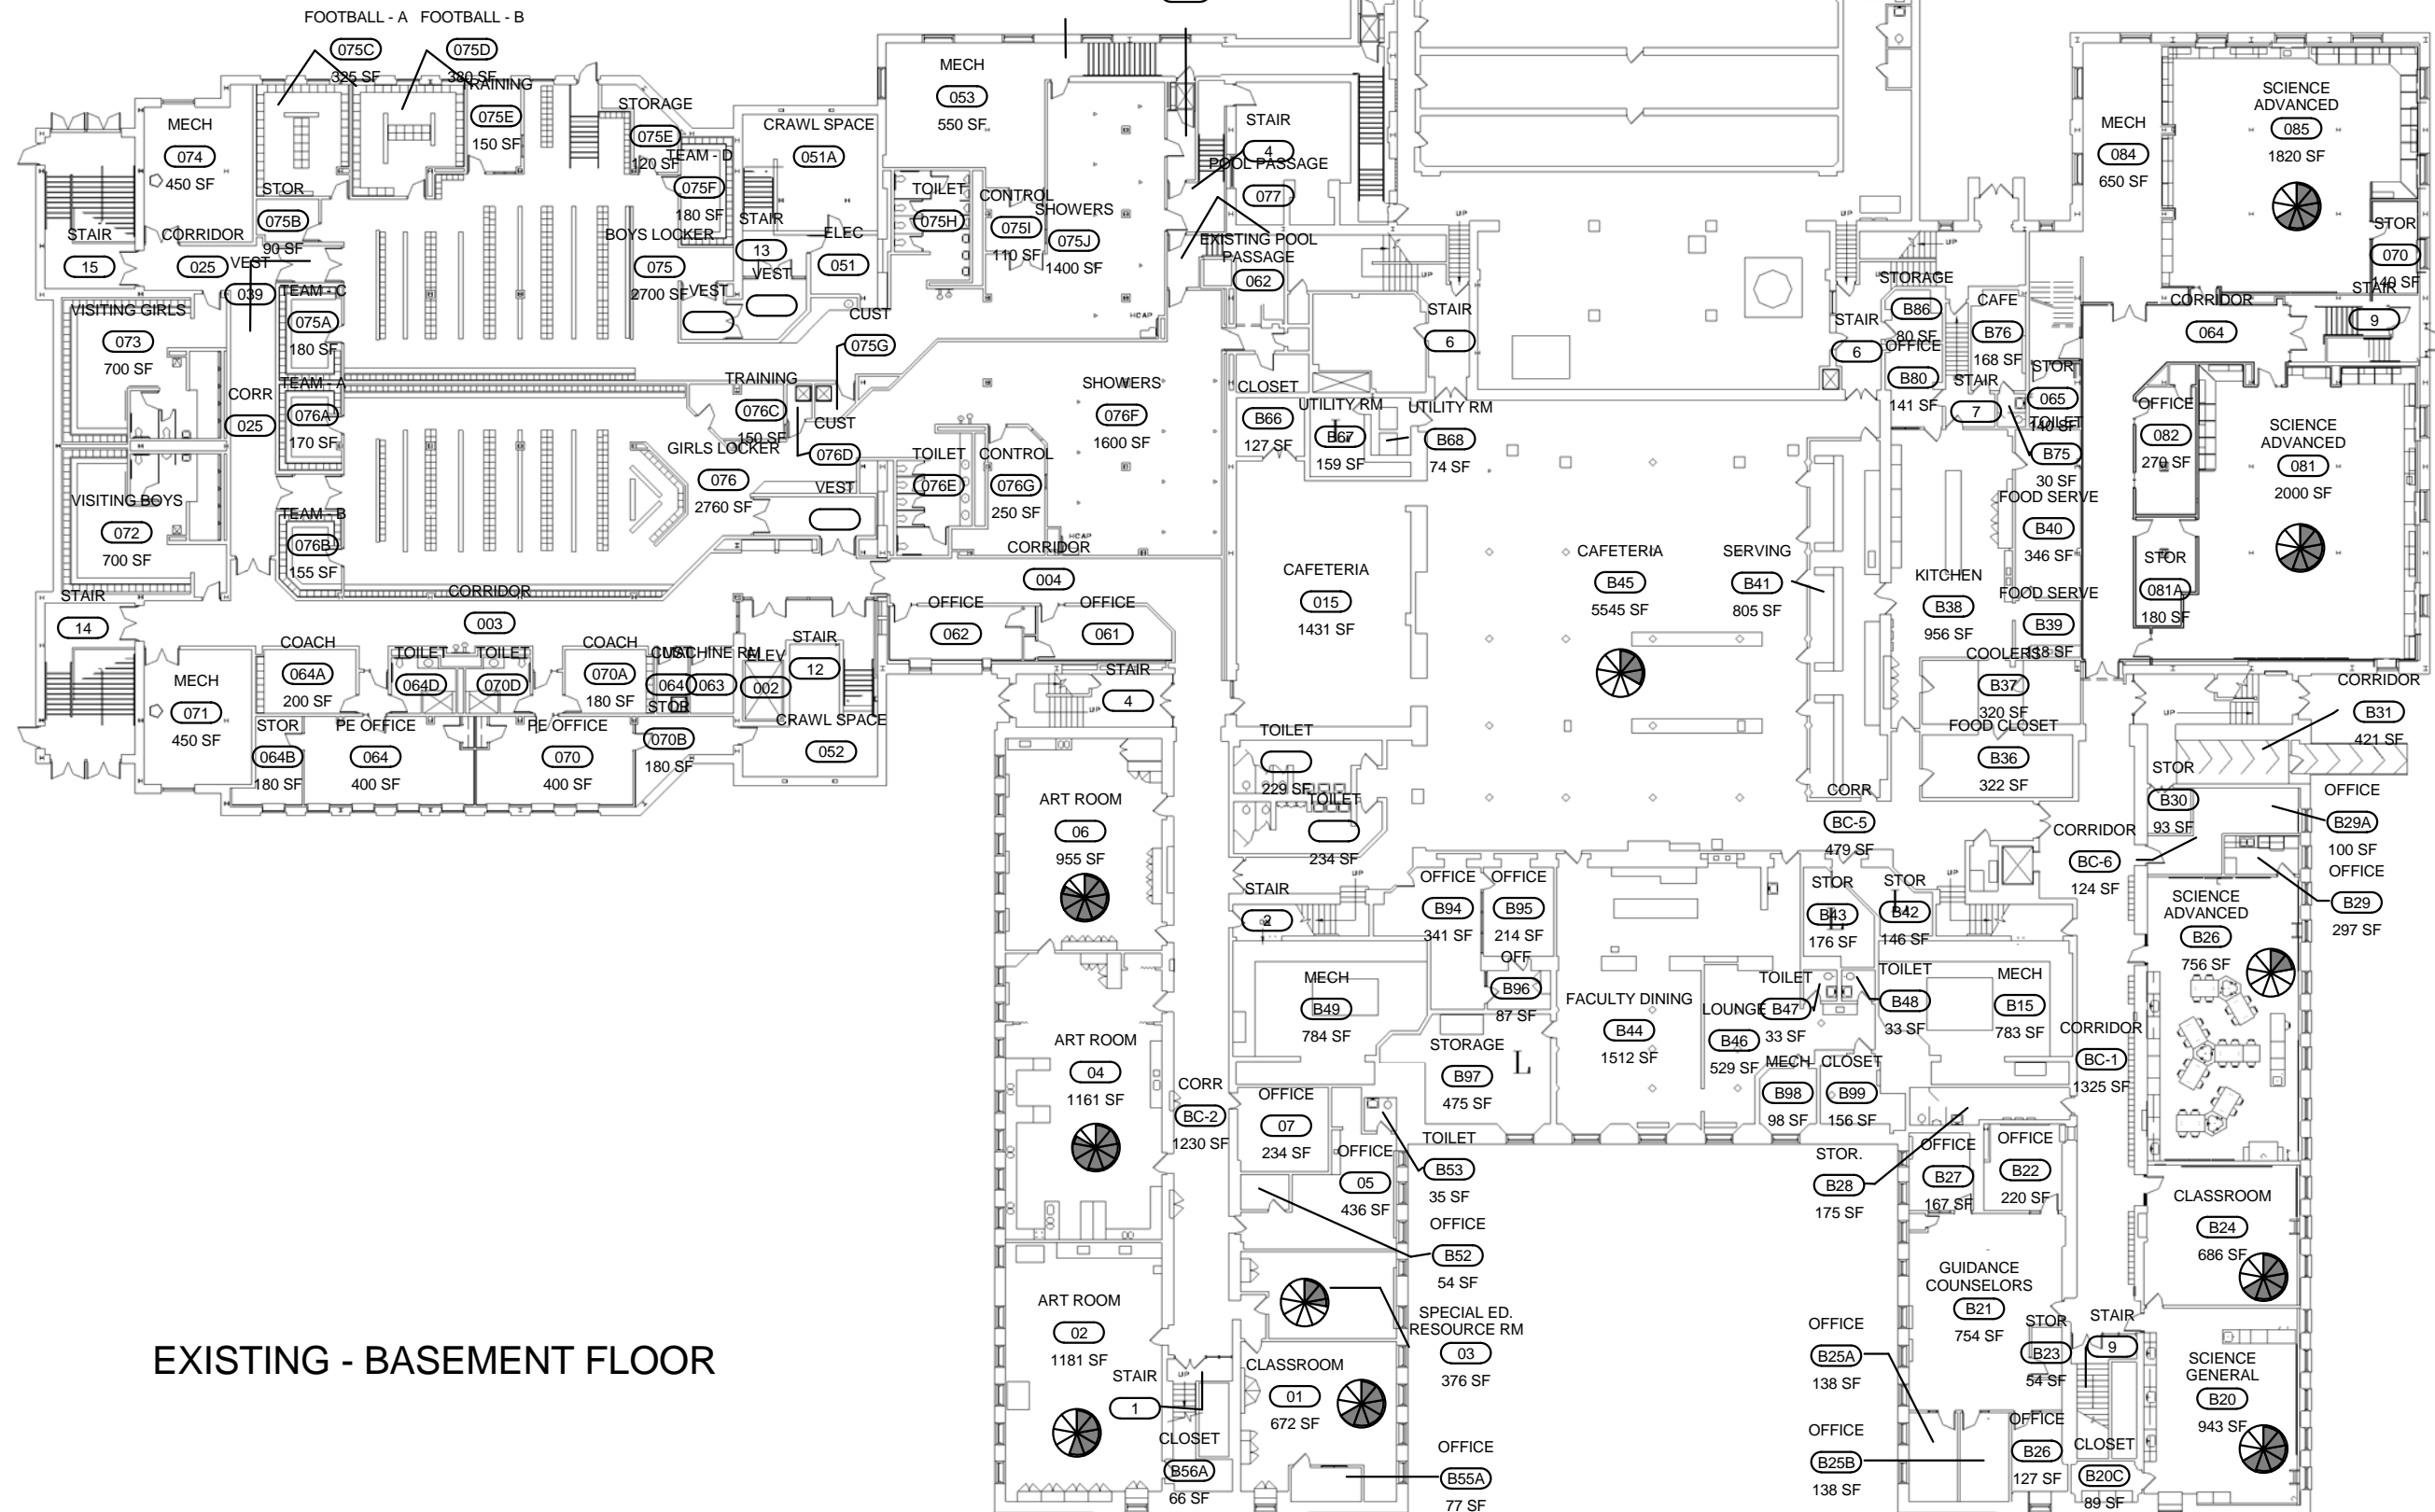 FOOTBALL - A
075C
325 SF
FOOTBALL - B
075D
380 SF
TRAINING
075E
150 SF
STORAGE
075E
120 SF
TEAM - D
075F
180 SF
MECH
074
450 SF
STOR
075B
90 SF
STAIR
15
CORRIDOR
025
VEST
039
TEAM - C
075A
180 SF
VISITING GIRLS
073
700 SF
CORR
025
TEAM - A
076A
170 SF
VISITING BOYS
072
700 SF
TEAM - B
076B
155 SF
BOYS LOCKER
075
2700 SF
VEST
STAIR
13
VEST
CRAWL SPACE
051A
ELEC
051
CUST
075G
TRAINING
076C
150 SF
CUST
076D
GIRLS LOCKER
076
2760 SF
VEST
MECH
053
550 SF
TOILET
075H
CONTROL
075I
110 SF
SHOWERS
075J
1400 SF
HCAP
SHOWERS
076F
1600 SF
TOILET
076E
CONTROL
076G
250 SF
HCAP
CORRIDOR
004
OFFICE
062
OFFICE
061
STAIR
14
CORRIDOR
003
MECH
071
450 SF
COACH
064A
200 SF
TOILET
064D
TOILET
070D
COACH
070A
180 SF
CUST
064
MACHINE RM
063
ELEV
002
STAIR
12
STOR
064B
180 SF
PE OFFICE
064
400 SF
PE OFFICE
070
400 SF
STOR
070B
180 SF
CRAWL SPACE
052
STAIR
4
UP
STAIR
4
POOL PASSAGE
077
EXISTING POOL
PASSAGE
062
UP
UP
STAIR
6
CLOSET
B66
127 SF
UTILITY RM
B67
159 SF
UTILITY RM
B68
74 SF
CAFETERIA
015
1431 SF
CAFETERIA
B45
5545 SF
SERVING
B41
805 SF
UP
UP
STAIR
6
STORAGE
B86
80 SF
OFFICE
B80
141 SF
CAFE
B76
168 SF
STAIR
7
STOR
065
140 SF
TOILET
B75
30 SF
FOOD SERVE
B40
346 SF
KITCHEN
B38
956 SF
FOOD SERVE
B39
118 SF
COOLERS
B37
320 SF
FOOD CLOSET
B36
322 SF
MECH
084
650 SF
SCIENCE
ADVANCED
085
1820 SF
STOR
070
140 SF
STAIR
9
CORRIDOR
064
OFFICE
082
270 SF
SCIENCE
ADVANCED
081
2000 SF
STOR
081A
180 SF
UP
CORRIDOR
B31
421 SF
STOR
B30
93 SF
OFFICE
B29A
100 SF
CORRIDOR
BC-6
124 SF
OFFICE
B29
297 SF
SCIENCE
ADVANCED
B26
756 SF
ART ROOM
06
955 SF
TOILET
229 SF
TOILET
234 SF
CORR
BC-5
479 SF
UP
STAIR
2
OFFICE
B94
341 SF
OFFICE
B95
214 SF
OFF
B96
87 SF
STOR
B43
176 SF
STOR
B42
146 SF
UP
MECH
B49
784 SF
STORAGE
B97
475 SF
L
FACULTY DINING
B44
1512 SF
LOUNGE
B46
529 SF
TOILET
B47
33 SF
TOILET
B48
33 SF
MECH
B15
783 SF
MECH
B98
98 SF
CLOSET
B99
156 SF
CORRIDOR
BC-1
1325 SF
ART ROOM
04
1161 SF
CORR
BC-2
1230 SF
OFFICE
07
234 SF
OFFICE
05
436 SF
TOILET
B53
35 SF
OFFICE
B52
54 SF
SPECIAL ED.
RESOURCE RM
03
376 SF
ART ROOM
02
1181 SF
STAIR
1
UP
CLASSROOM
01
672 SF
CLOSET
B56A
66 SF
OFFICE
B55A
77 SF
STOR.
B28
175 SF
OFFICE
B27
167 SF
OFFICE
B22
220 SF
CLASSROOM
B24
686 SF
GUIDANCE
COUNSELORS
B21
754 SF
STOR
B23
54 SF
STAIR
9
OFFICE
B25A
138 SF
OFFICE
B25B
138 SF
OFFICE
B26
127 SF
CLOSET
B20C
89 SF
SCIENCE
GENERAL
B20
943 SF
EXISTING - BASEMENT FLOOR